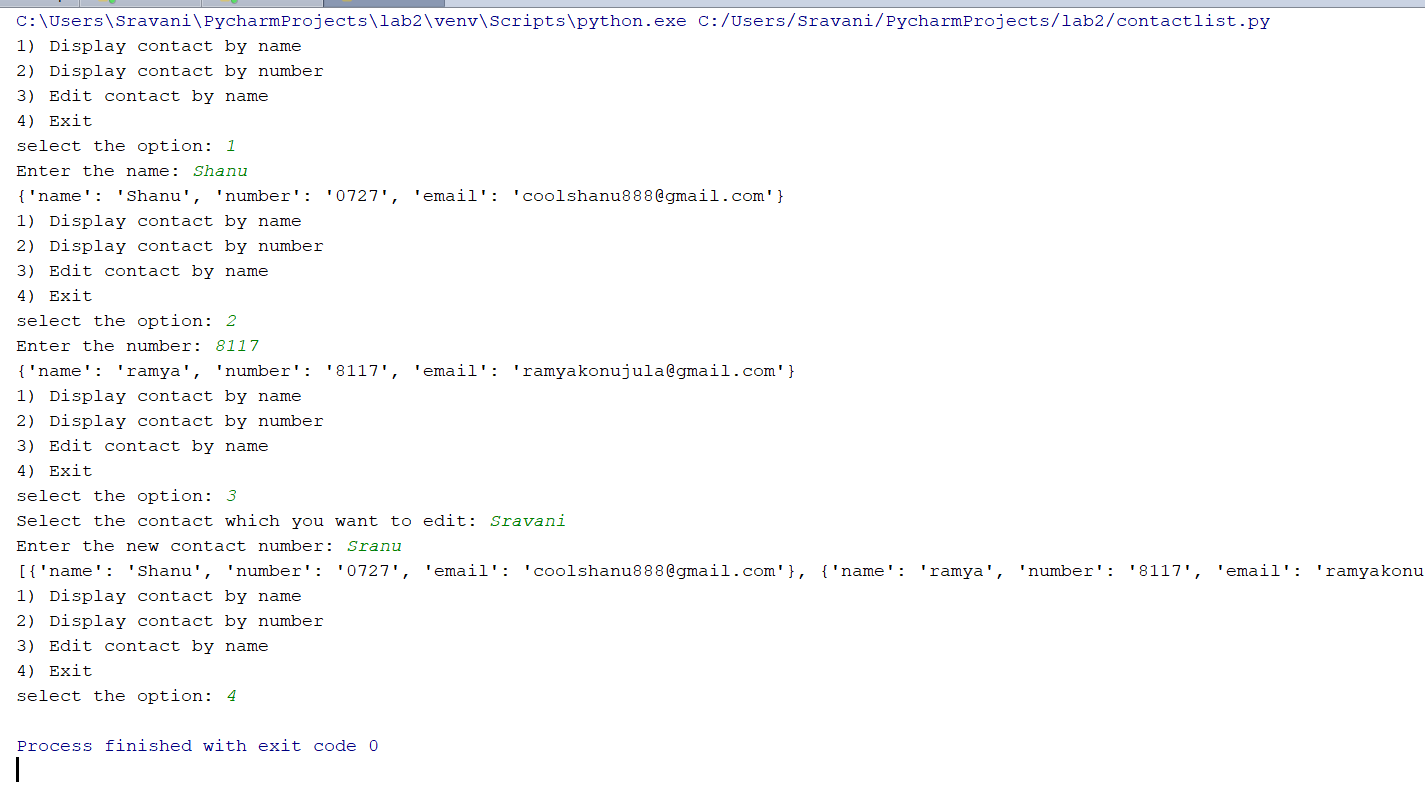 C:\Users\Sravani\PycharmProjects\lab2\venv\Scripts\python.exe C:/Users/Sravani/PycharmProjects/lab2/contactlist.py
1) Display contact by name
2) Display contact by number
3) Edit contact by name
4) Exit
select the option: 1
Enter the name: Shanu
{'name': 'Shanu', 'number': '0727', 'email': 'coolshanu888@gmail.com'}
1) Display contact by name
2) Display contact by number
3) Edit contact by name
4) Exit
select the option: 2
Enter the number: 8117
{'name': 'ramya', 'number': '8117', 'email': 'ramyakonujula@gmail.com'}
1) Display contact by name
2) Display contact by number
3) Edit contact by name
4) Exit
select the option: 3
Select the contact which you want to edit: Sravani
Enter the new contact number: Sranu
[{'name': 'Shanu', 'number': '0727', 'email': 'coolshanu888@gmail.com'}, {'name': 'ramya', 'number': '8117', 'email': 'ramyakonu
1) Display contact by name
2) Display contact by number
3) Edit contact by name
4) Exit
select the option: 4
Process finished with exit code 0